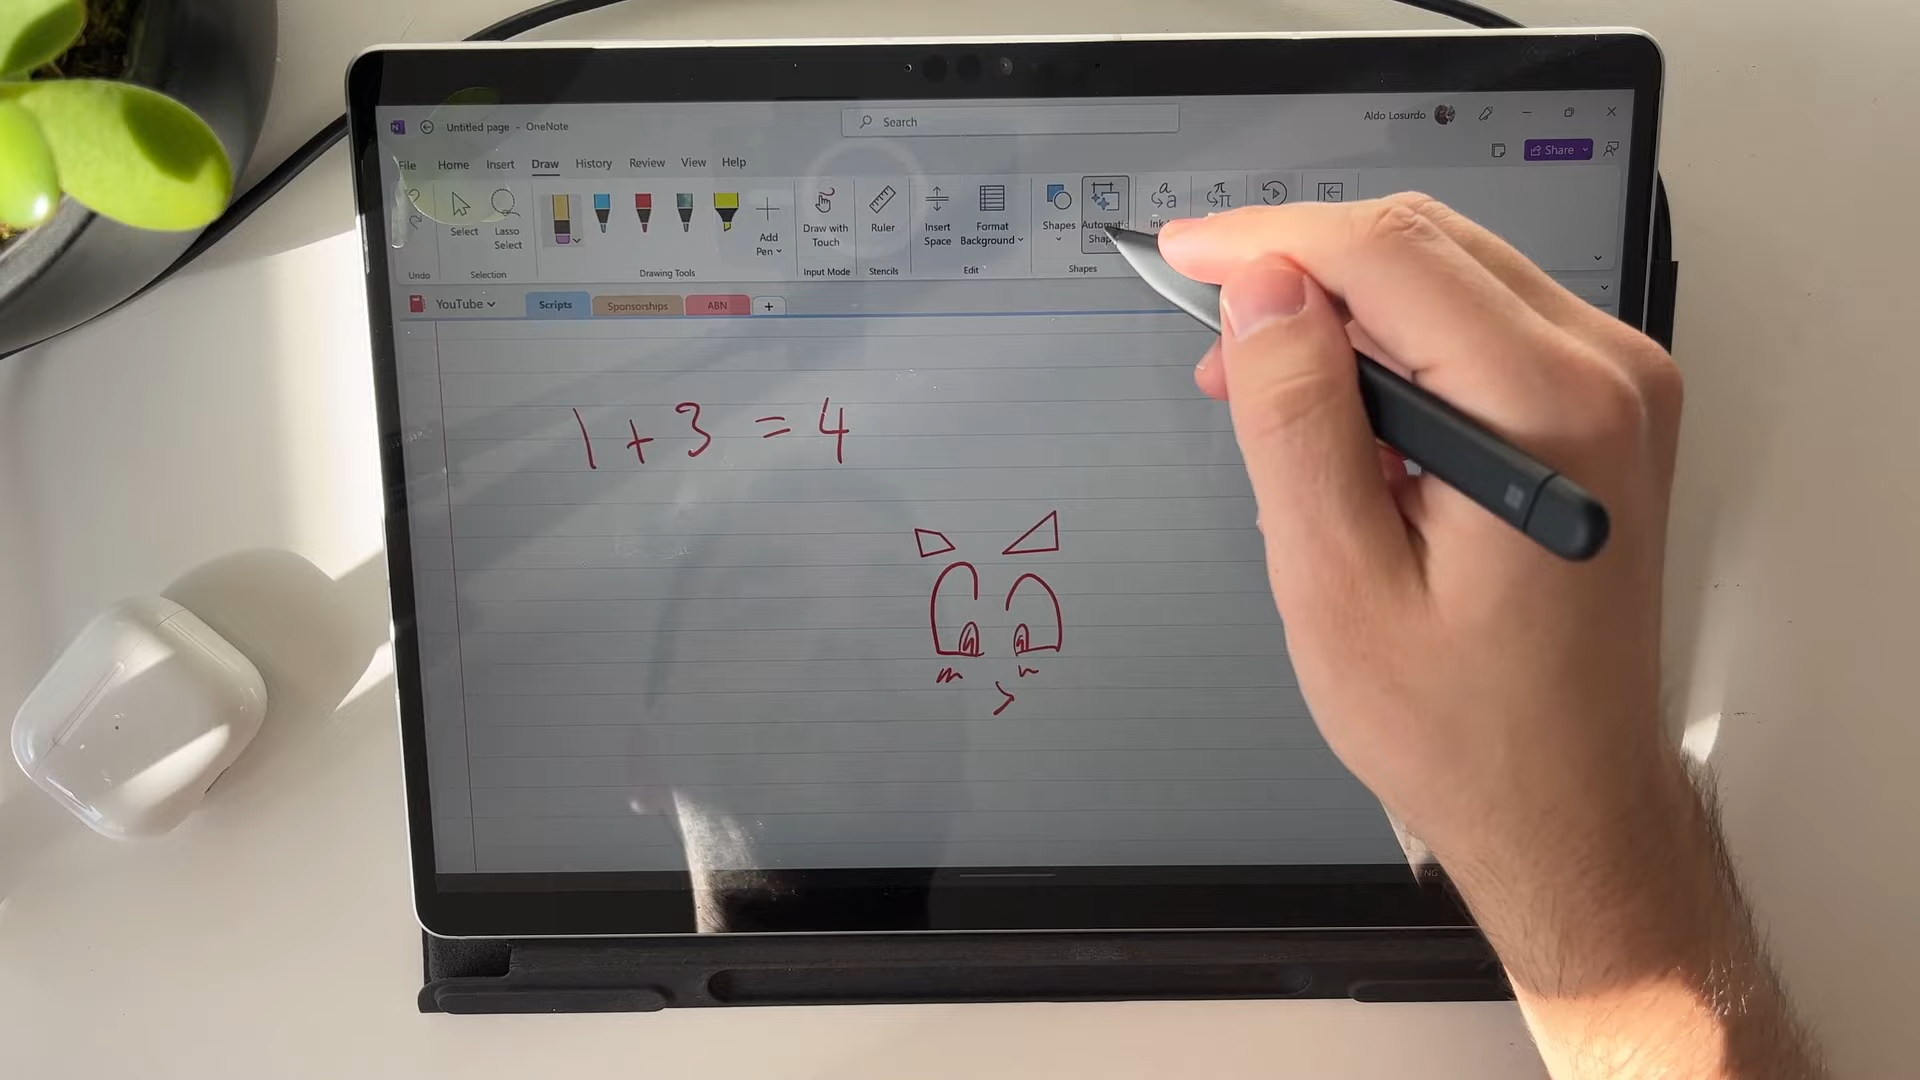 Untitled page - OneNote
Search
Aldo Losurdo
File Home Insert Draw History Review View Help
Share
Select
Lasso Select
Add Pen
Draw with Touch
Ruler
Insert Space
Format Background
Shapes
Automatic
Undo
Selection
Drawing Tools
Input Mode
Stencils
Edit
Shapes
YouTube
Scripts
Sponsorships
ABN
+
1 + 3 = 4
ENG